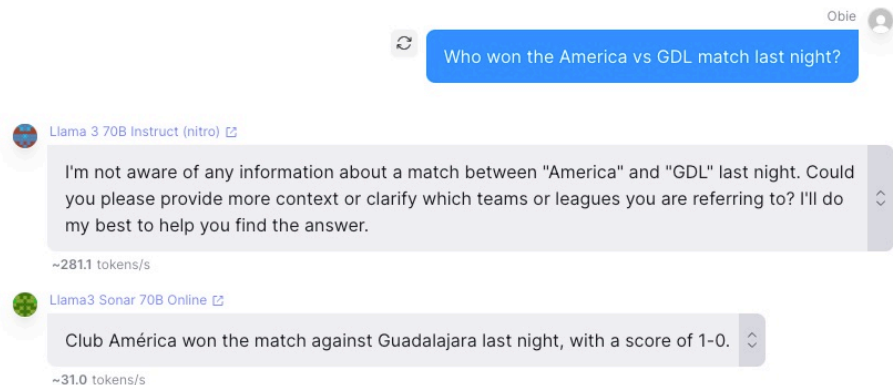 Obie
Who won the America vs GDL match last night?
Llama 3 70B Instruct (nitro)
I'm not aware of any information about a match between "America" and "GDL" last night. Could
you please provide more context or clarify which teams or leagues you are referring to? I'll do
my best to help you find the answer.
~281.1 tokens/s
Llama3 Sonar 70B Online
Club América won the match against Guadalajara last night, with a score of 1-0.
~31.0 tokens/s